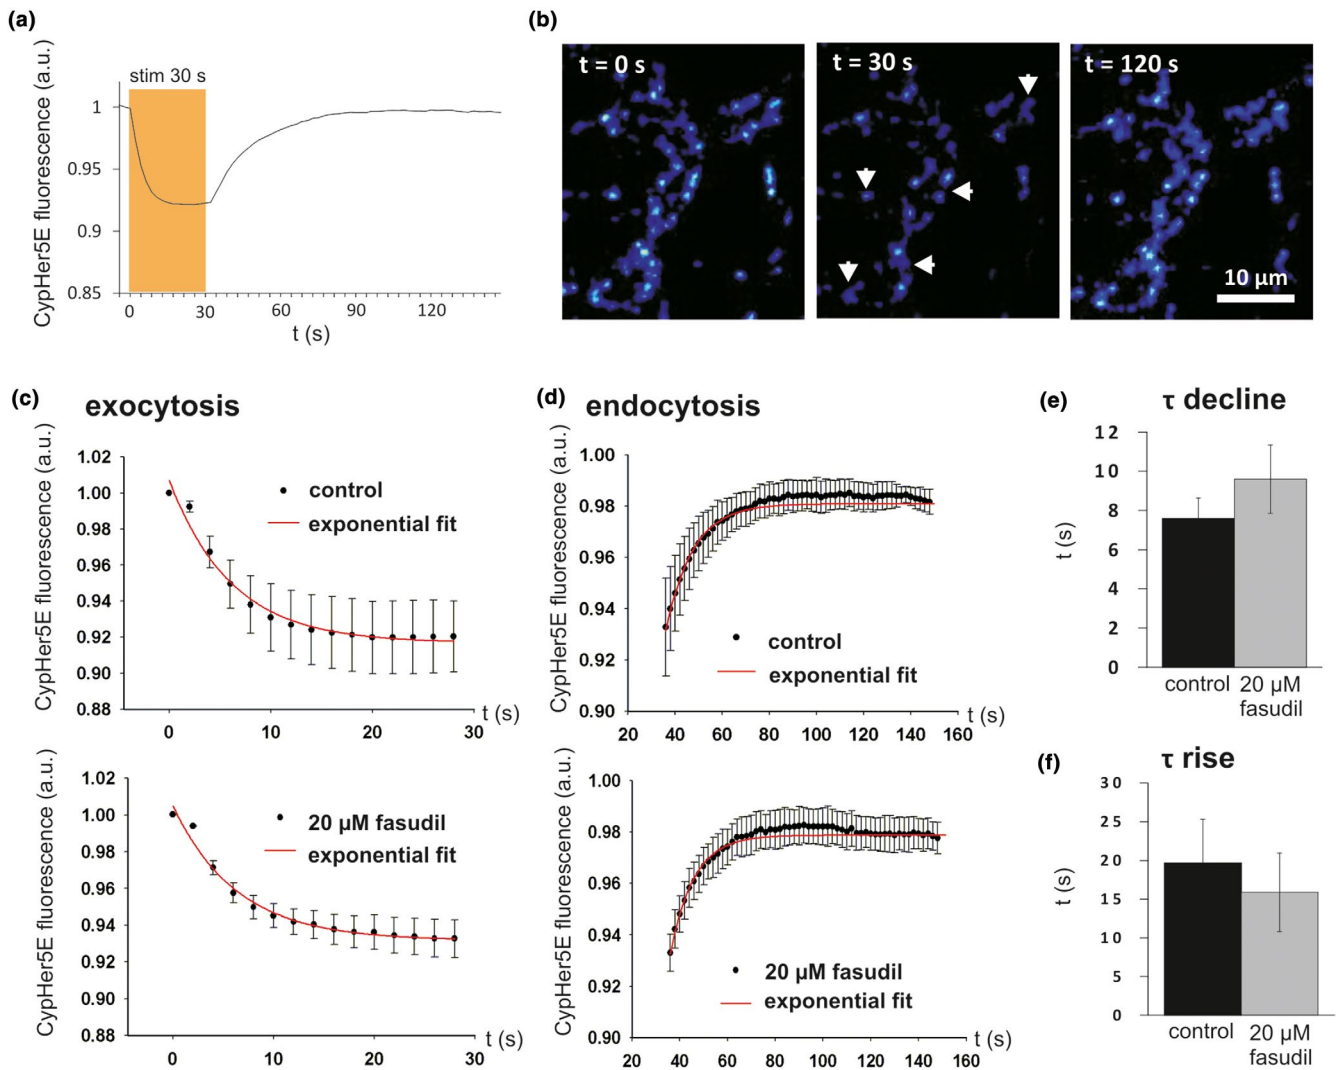 (a)
CypHer5E fluorescence (a.u.)
stim 30 s
1
0.95
0.9
0.85
0
30
60
90
120
t (s)
(b)
t = 0 s
t = 30 s
t = 120 s
10 µm
(c)
exocytosis
CypHer5E fluorescence (a.u.)
1.02
1.00
0.98
0.96
0.94
0.92
0.90
0.88
control
exponential fit
t (s)
0
10
20
30
CypHer5E fluorescence (a.u.)
1.02
1.00
0.98
0.96
0.94
0.92
0.90
0.88
20 µM fasudil
exponential fit
t (s)
0
10
20
30
(d)
endocytosis
CypHer5E fluorescence (a.u.)
1.00
0.98
0.96
0.94
0.92
0.90
control
exponential fit
t (s)
20
40
60
80
100
120
140
160
CypHer5E fluorescence (a.u.)
1.00
0.98
0.96
0.94
0.92
0.90
20 µM fasudil
exponential fit
t (s)
20
40
60
80
100
120
140
160
(e)
τ decline
t (s)
12
10
8
6
4
2
0
control
20 µM
fasudil
(f)
τ rise
t (s)
30
25
20
15
10
5
0
control
20 µM
fasudil